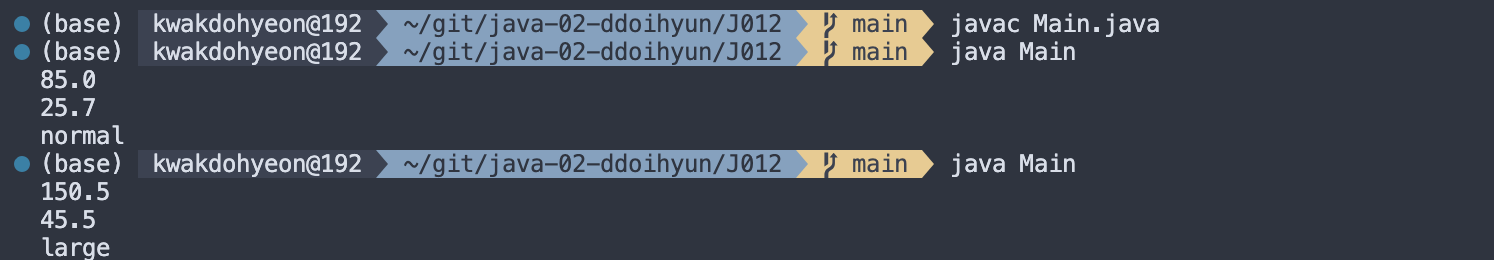 (base) kwakdohyeon@192 ~/git/java-02-ddoihyun/J012 main javac Main.java
(base) kwakdohyeon@192 ~/git/java-02-ddoihyun/J012 main java Main
85.0
25.7
normal
(base) kwakdohyeon@192 ~/git/java-02-ddoihyun/J012 main java Main
150.5
45.5
large